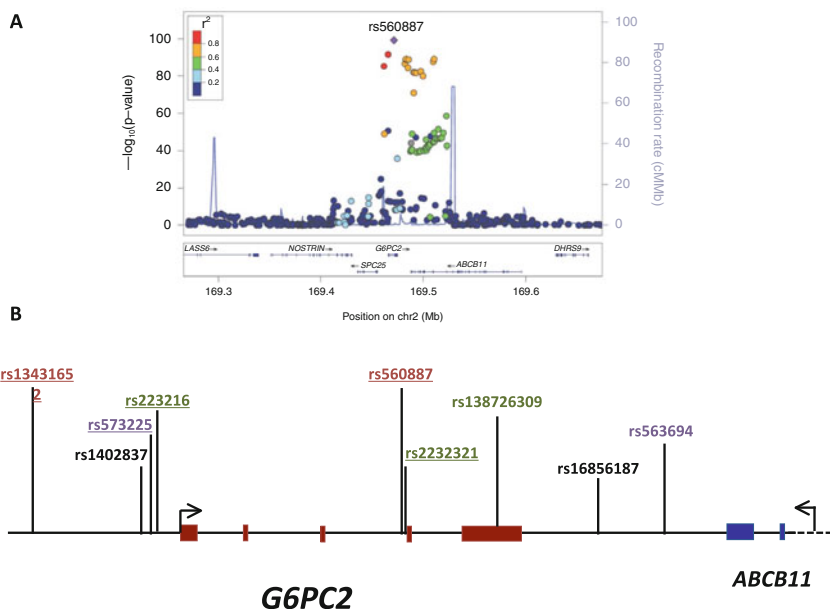 A
rs560887
r2
0.8
0.6
0.4
0.2
100
80
60
40
20
0
—log10(p–value)
100
80
60
40
20
0
Recombination rate (cMMb)
LASS6→
NOSTRIN→
G6PC2→
DHRS9→
←SPC25
←ABCB11
169.3
169.4
169.5
169.6
Position on chr2 (Mb)
B
rs1343165
2
rs560887
rs223216
rs138726309
rs573225
rs563694
rs1402837
rs2232321
rs16856187
G6PC2
ABCB11